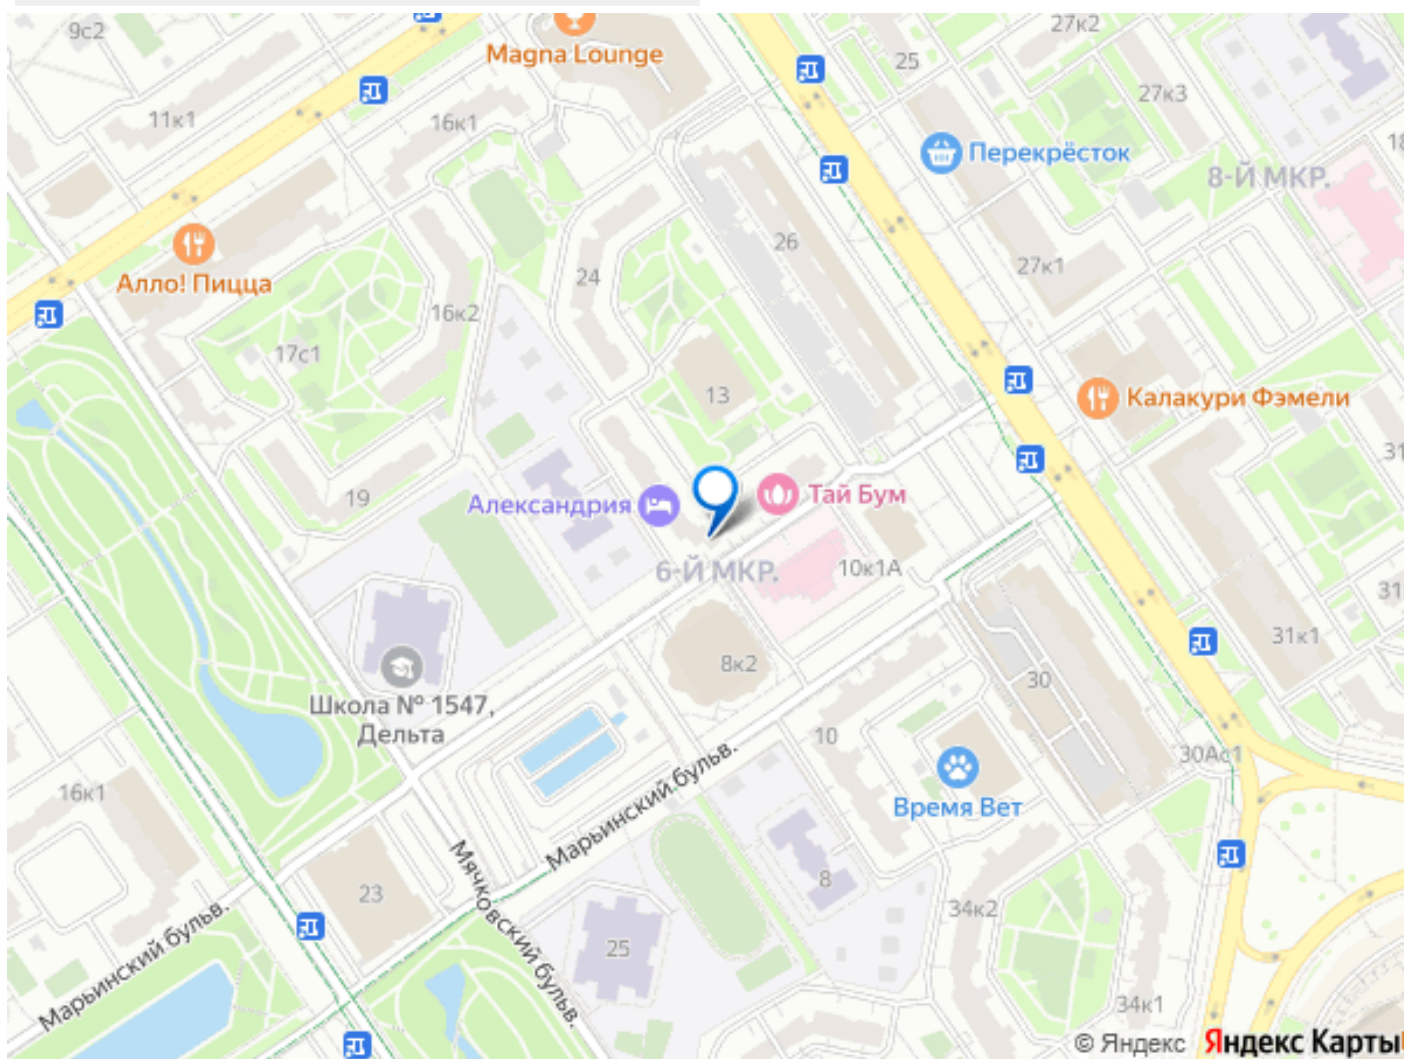 9с2
27к2
Magna Lounge
25
27к3
11к1
16к1
Перекрёсток
8-Й МКР.
26
24
27к1
Алло! Пицца
16к2
17с1
13
Калакури Фэмели
19
Александрия
Тай Бум
6-Й МКР.
10к1А
31к1
8к2
30
Школа № 1547,
Дельта
10
30Ас1
Марьинский бульв.
Время Вет
16к1
23
Мячковский бульв.
8
34к2
Марьинский бульв.
25
34к1
© Яндекс Яндекс Карты